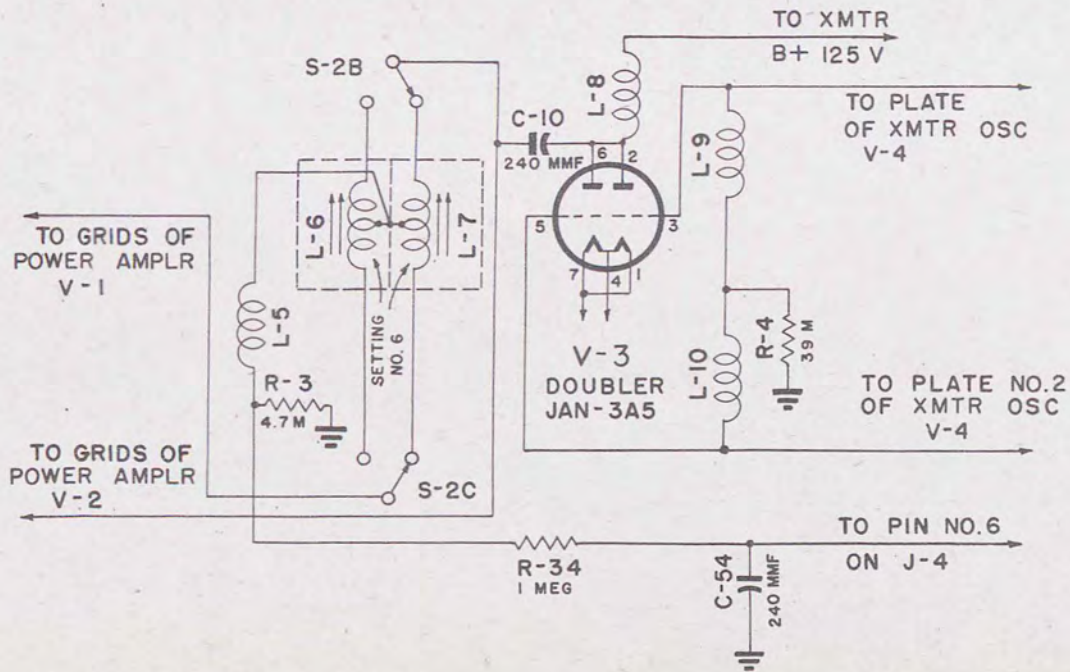 TO XMTR
B+ 125 V
S-2B
L-8
C-10
240 MMF
6 2
TO PLATE
OF XMTR OSC
V-4
L-9
5 3
7 4 1
L-6
L-7
TO GRIDS OF
POWER AMPLR
V-1
L-5
SETTING
NO. 6
R-3
4.7 M
V-3
DOUBLER
JAN-3A5
R-4
39 M
L-10
TO PLATE NO.2
OF XMTR OSC
V-4
TO GRIDS OF
POWER AMPLR
V-2
S-2C
R-34
1 MEG
TO PIN NO.6
ON J-4
C-54
240 MMF